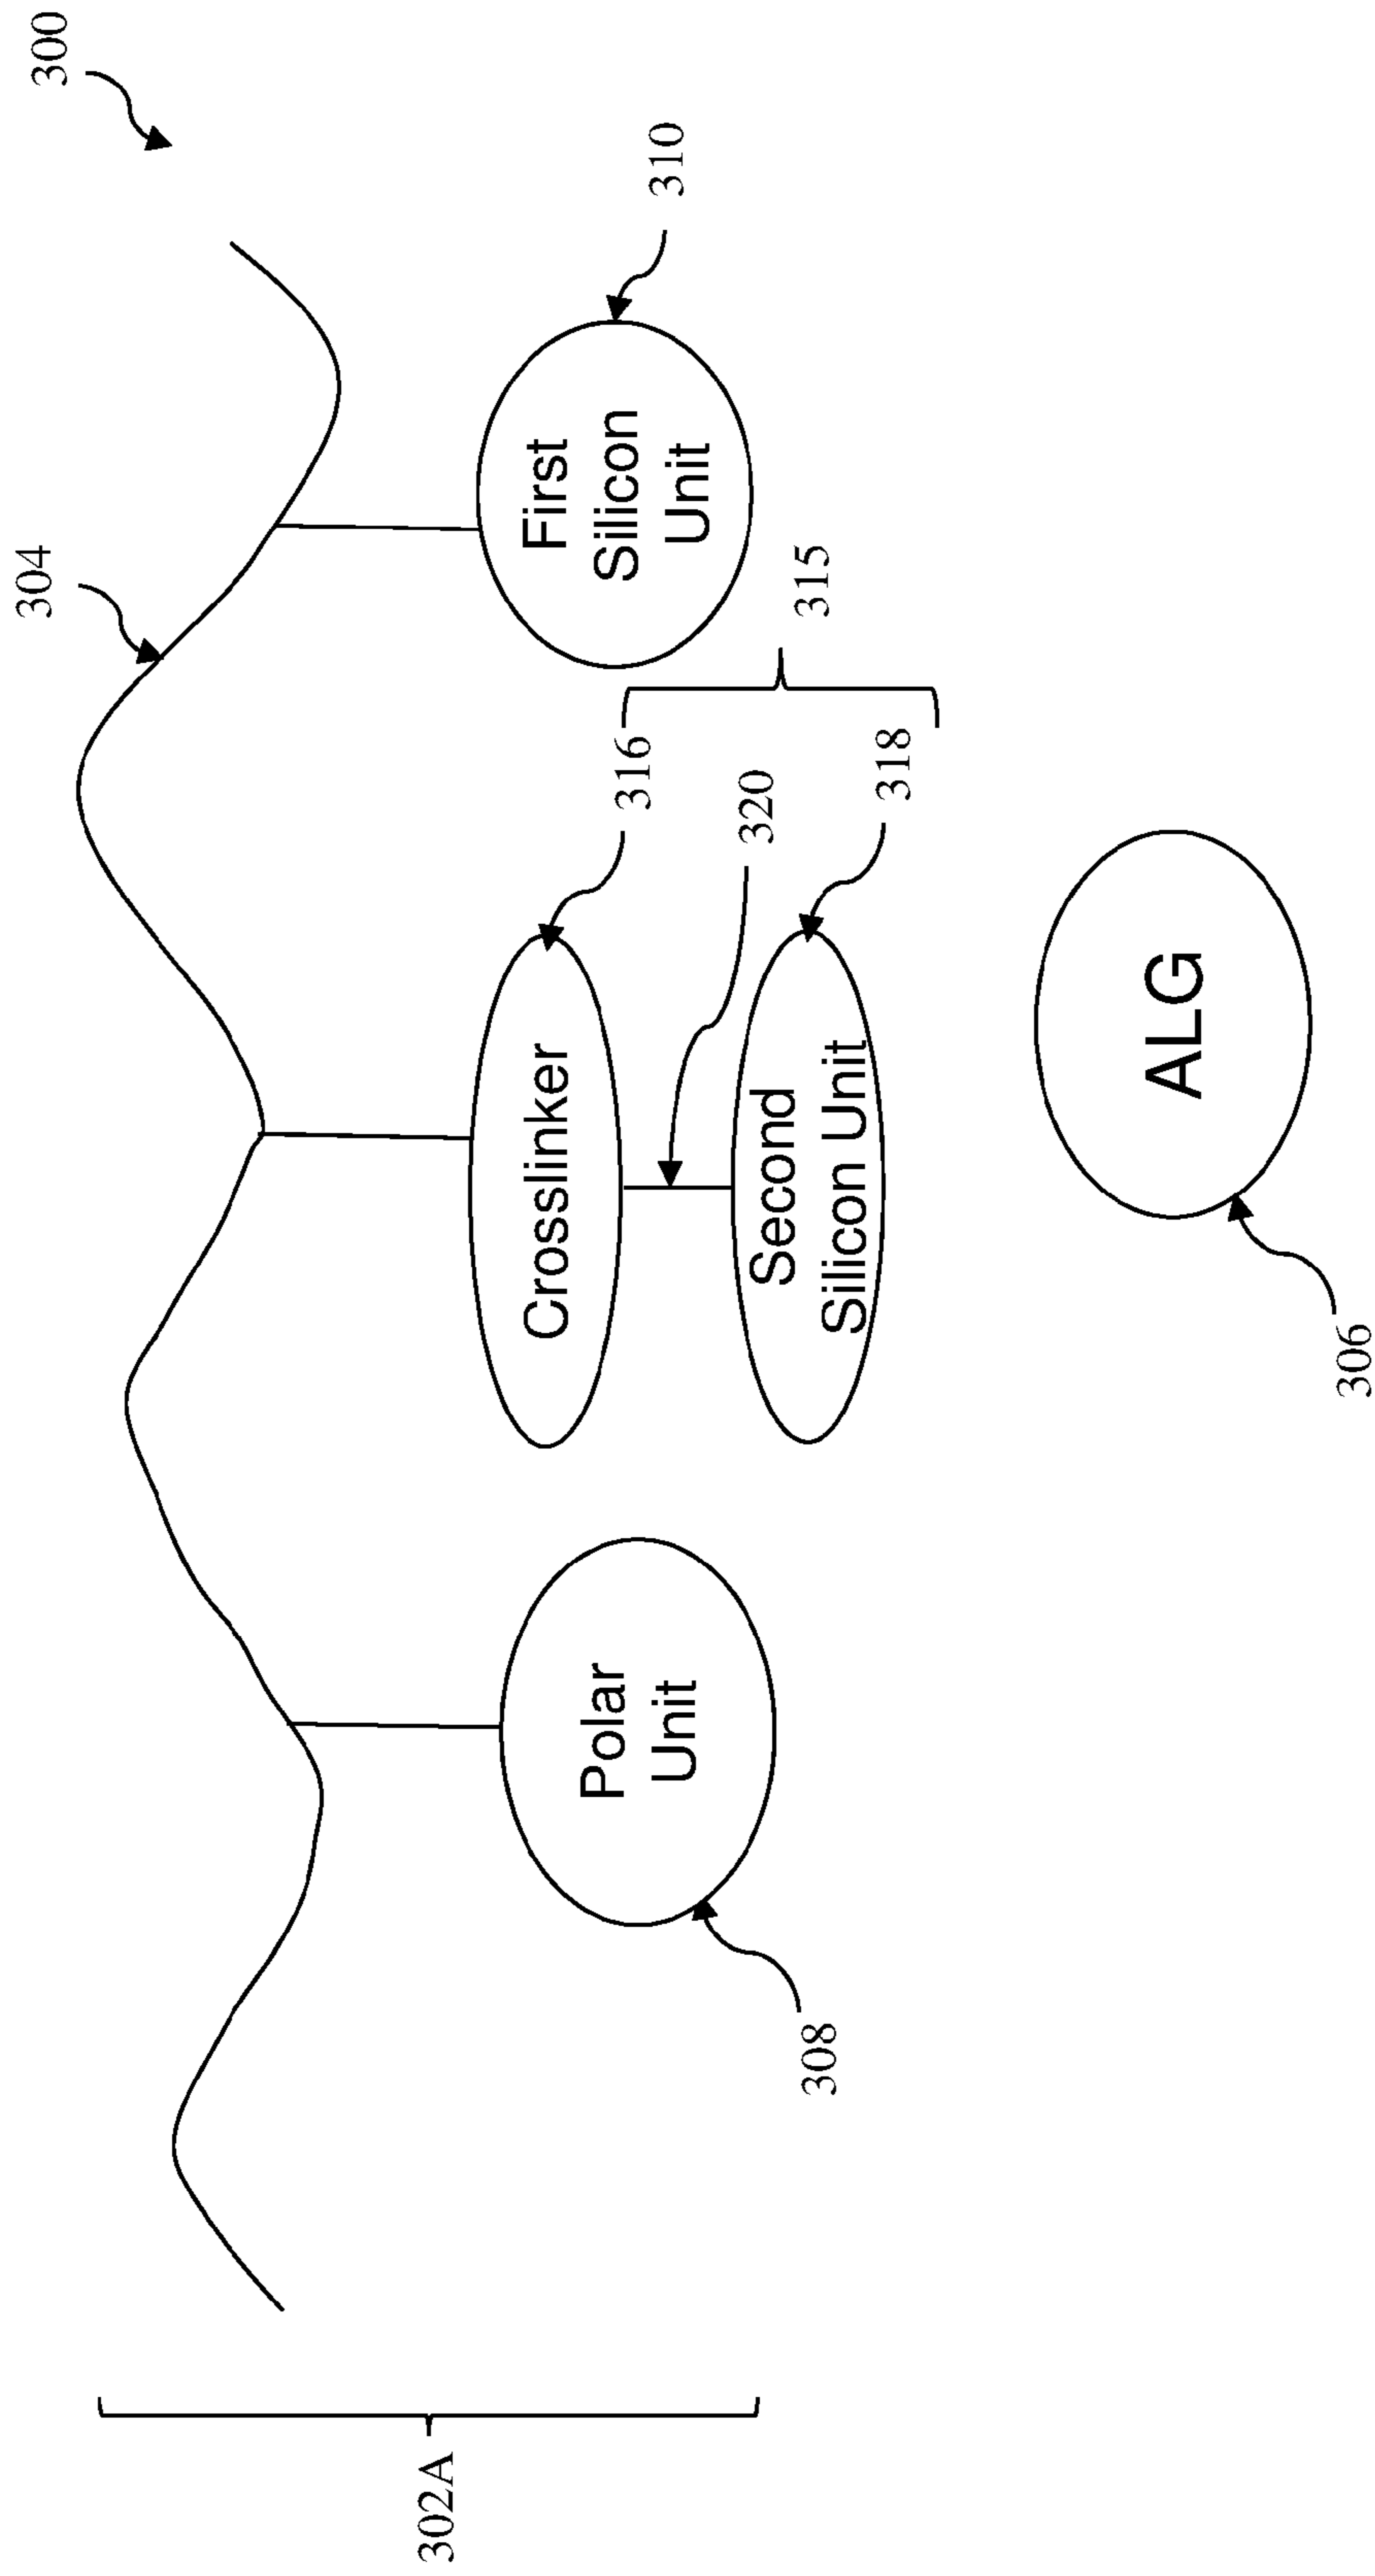 300
304
310
First
Silicon
Unit
315
316
320
318
Crosslinker
Second
Silicon Unit
Polar
Unit
308
ALG
306
302A